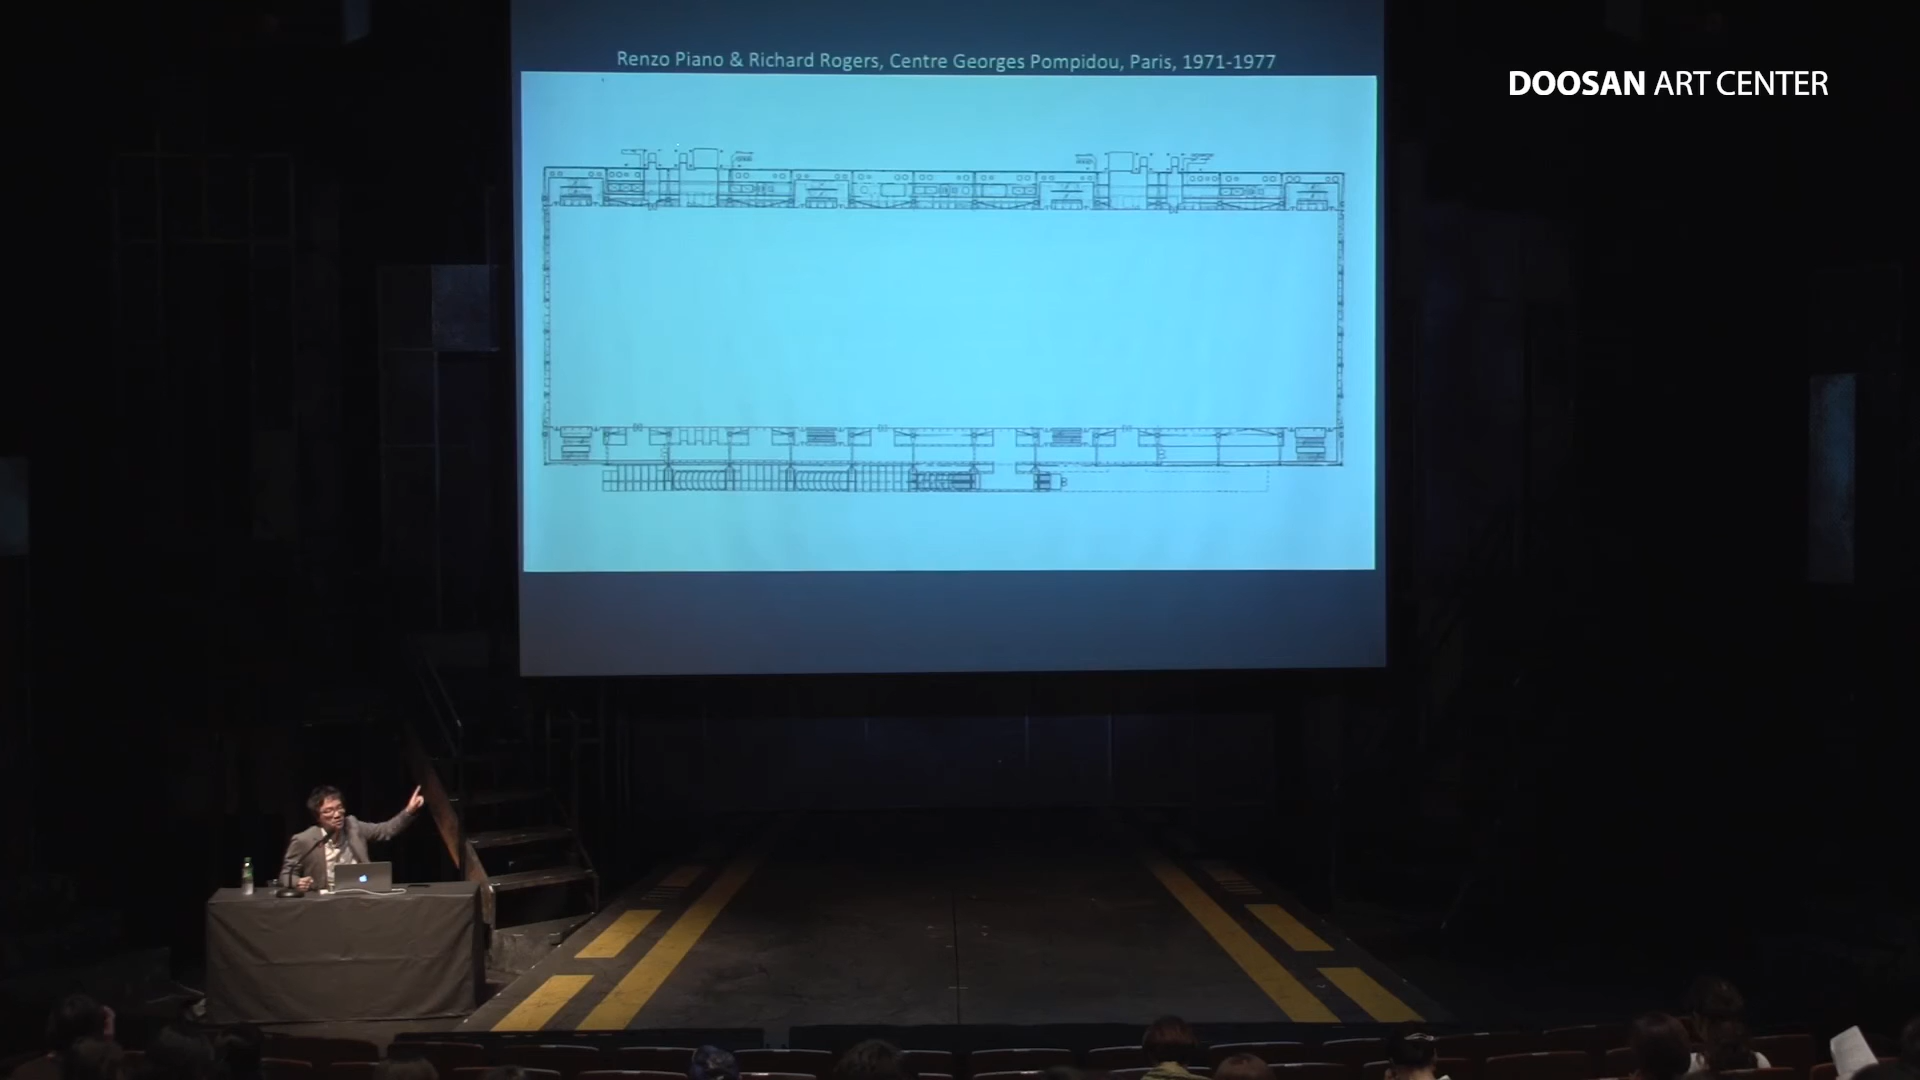 Renzo Piano & Richard Rogers, Centre Georges Pompidou, Paris, 1971-1977
DOOSAN ART CENTER